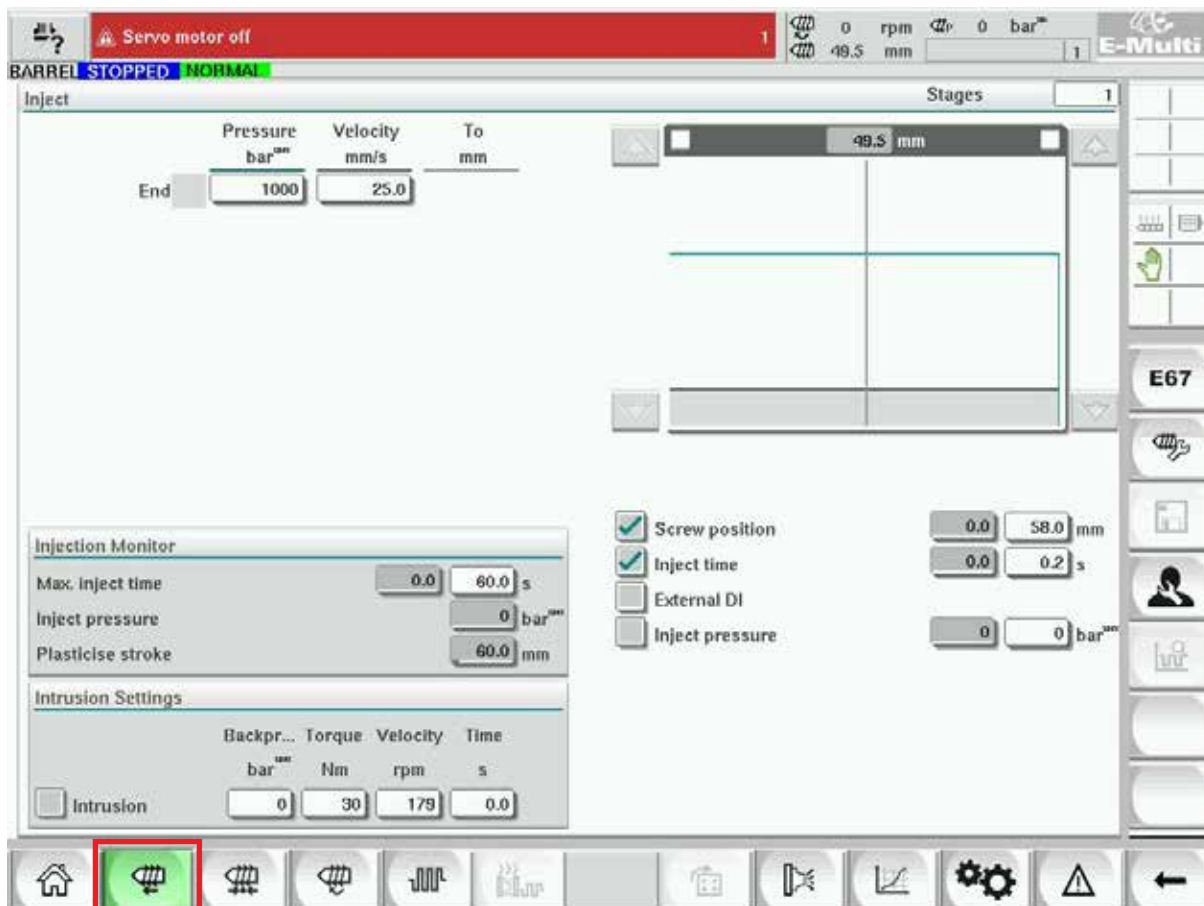 Servo motor off 1
0 rpm 0 bar
49.5 mm 1
E-Multi
BARREL STOPPED NORMAL
Inject
Stages 1
Pressure Velocity To
bar mm/s mm
End 1000 25.0
49.5 mm
E67
Injection Monitor
Max. inject time 0.0 60.0 s
Inject pressure 0 bar
Plasticise stroke 60.0 mm
Screw position 0.0 58.0 mm
Inject time 0.0 0.2 s
External DI
Inject pressure 0 0 bar
Intrusion Settings
Backpr... Torque Velocity Time
bar Nm rpm s
Intrusion 0 30 179 0.0